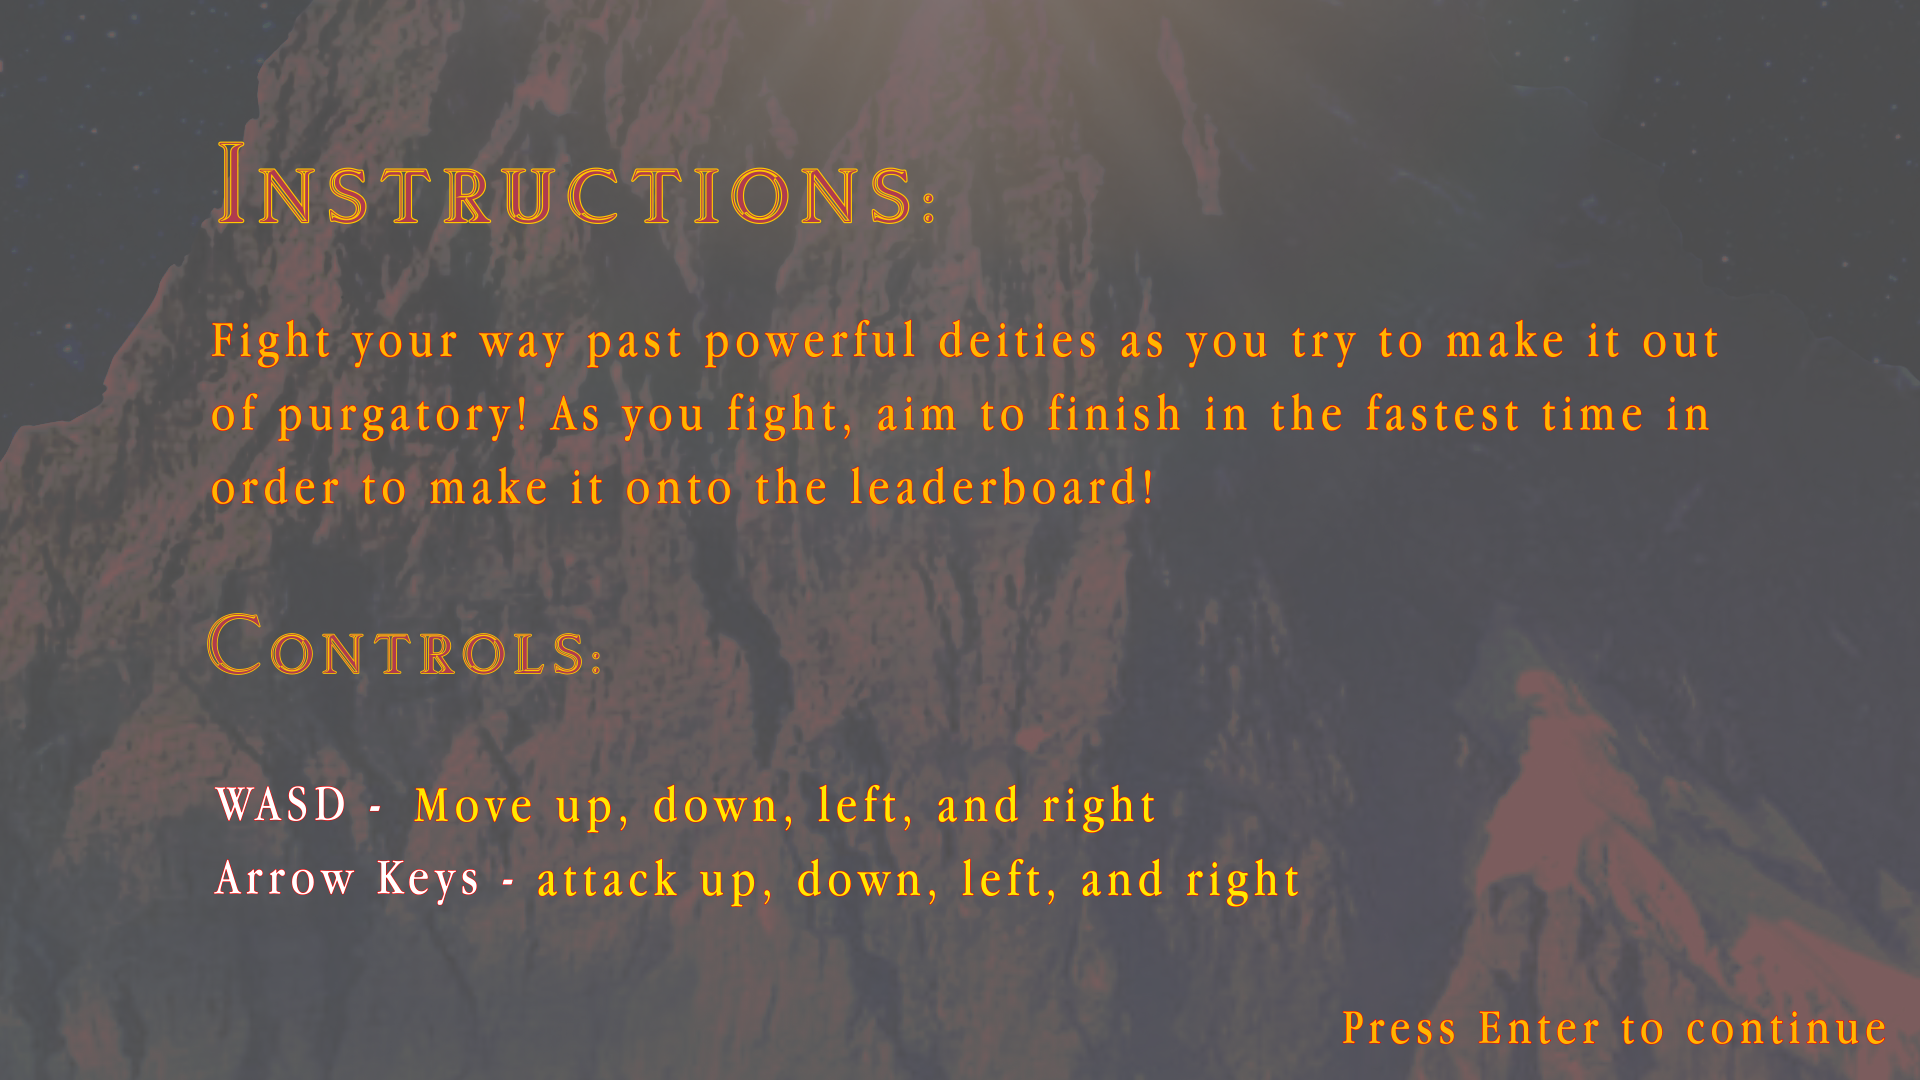 Instructions:
Fight your way past powerful deities as you try to make it out
of purgatory! As you fight, aim to finish in the fastest time in
order to make it onto the leaderboard!
Controls:
WASD - Move up, down, left, and right
Arrow Keys - attack up, down, left, and right
Press Enter to continue